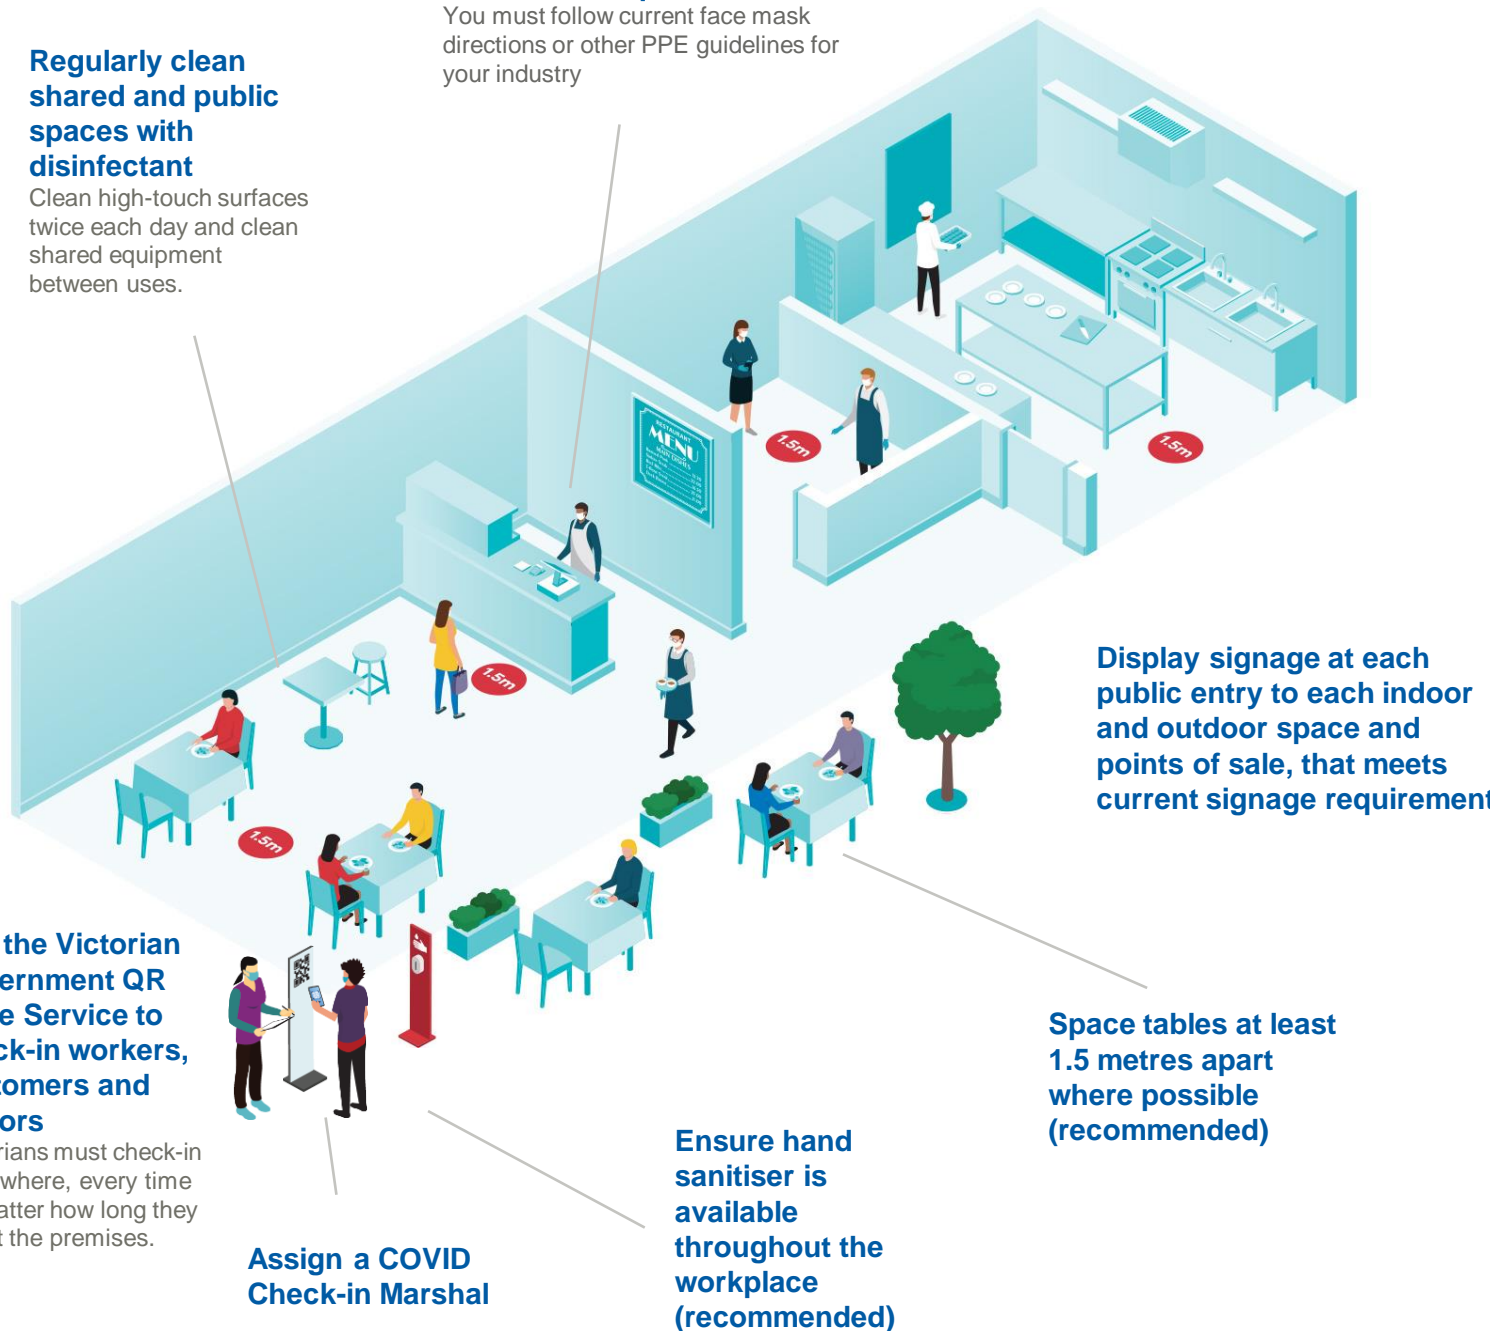 You must follow current face mask
directions or other PPE guidelines for
your industry
Regularly clean
shared and public
spaces with
disinfectant
Clean high-touch surfaces
twice each day and clean
shared equipment
between uses.
RESTAURANT
MENU
MAIN DISHES
1.5m
1.5m
1.5m
1.5m
Display signage at each
public entry to each indoor
and outdoor space and
points of sale, that meets
current signage requirement
the Victorian
ernment QR
e Service to
ck-in workers,
tomers and
ors
rians must check-in
where, every time
atter how long they
t the premises.
Space tables at least
1.5 metres apart
where possible
(recommended)
Ensure hand
sanitiser is
available
throughout the
workplace
(recommended)
Assign a COVID
Check-in Marshal